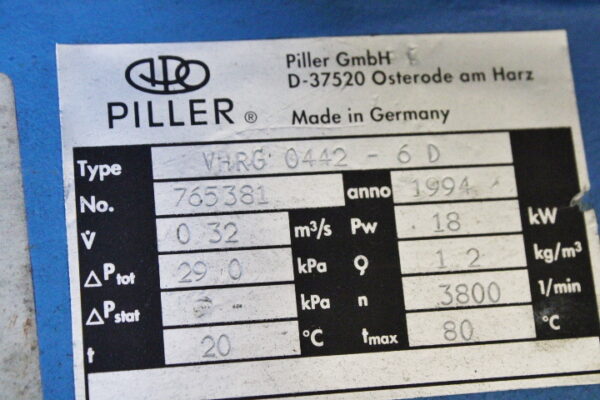 Piller GmbH
D-37520 Osterode am Harz
PILLER ®
Made in Germany
Type VHRG 0442 - 6 D
No. 765381 anno 1994
V̇ 0 32 m³/s Pw 18 kW
ΔPtot 29 0 kPa ϱ 1 2 kg/m³
ΔPstat - kPa n 3800 1/min
t 20 °C tmax 80 °C